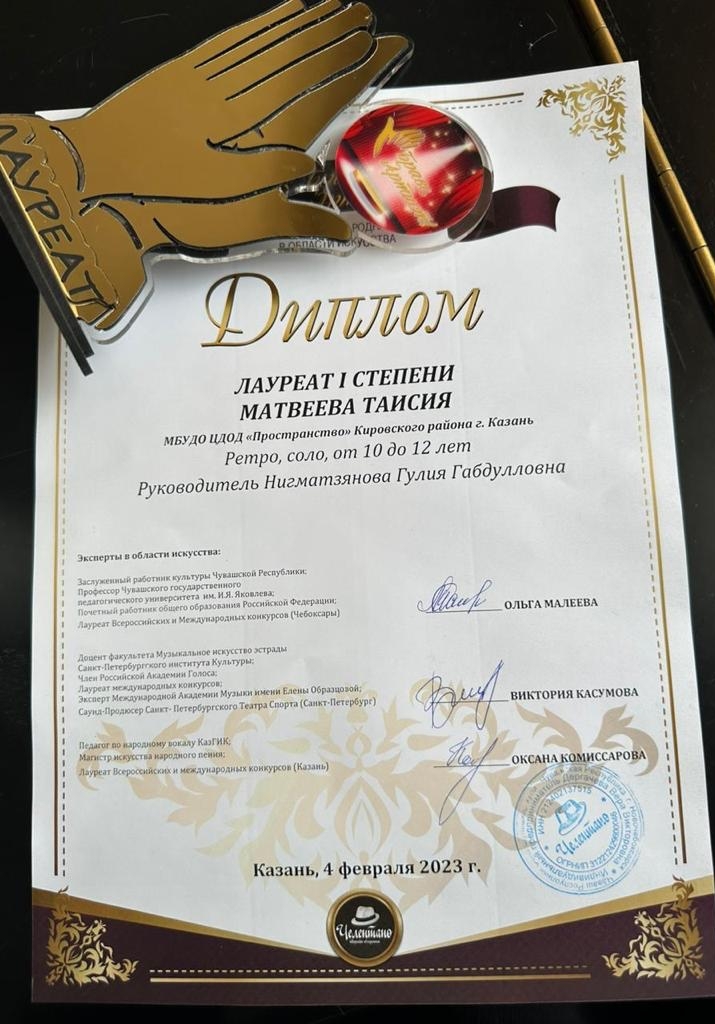 ЛАУРЕАТ
В ОБЛАСТИ ИСКУССТВА
Диплом
ЛАУРЕАТ I СТЕПЕНИ
МАТВЕЕВА ТАИСИЯ
МБУДО ЦДОД «Пространство» Кировского района г. Казань
Ретро, соло, от 10 до 12 лет
Руководитель Нигматзянова Гулия Габдулловна
Эксперты в области искусства:
Заслуженный работник культуры Чувашской Республики;
Профессор Чувашского государственного
педагогического университета им. И.Я. Яковлева;
Почетный работник общего образования Российской Федерации;
Лауреат Всероссийских и Международных конкурсов (Чебоксары)
ОЛЬГА МАЛЕЕВА
Доцент факультета Музыкальное искусство эстрады
Санкт-Петербургского института Культуры;
Член Российской Академии Голоса;
Лауреат международных конкурсов;
Эксперт Международной Академии Музыки имени Елены Образцовой;
Саунд-Продюсер Санкт- Петербургского Театра Спорта (Санкт-Петербург)
ВИКТОРИЯ КАСУМОВА
Педагог по народному вокалу КазГИК;
Магистр искусства народного пения;
Лауреат Всероссийских и международных конкурсов (Казань)
ОКСАНА КОМИССАРОВА
Челентано
Казань, 4 февраля 2023 г.
Челентано